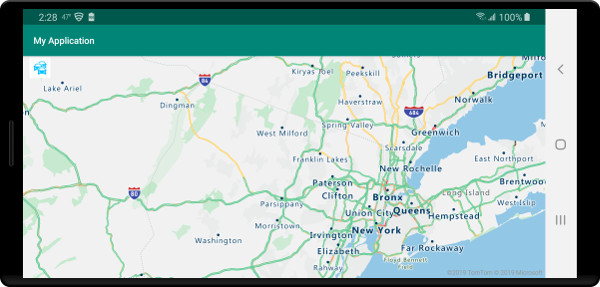 2:28 47° 100%
My Application
Lake Ariel
Kiryas Joel
Peekskill
Bridgeport
84
Dingman
Haverstraw
Norwalk
684
West Milford
Spring Valley
Greenwich
Scarsdale
Franklin Lakes
East Northport
New Rochelle
Paterson
Clifton
Long Island
Brentwoo
80
Parsippany
Bronx
West Islip
Union City
Queens
Hempstead
Morristown
New York
Washington
Irvington
Far Rockaway
Elizabeth
Floyd Bennett
Field
Rahway
©2019 TomTom © 2019 Microsoft